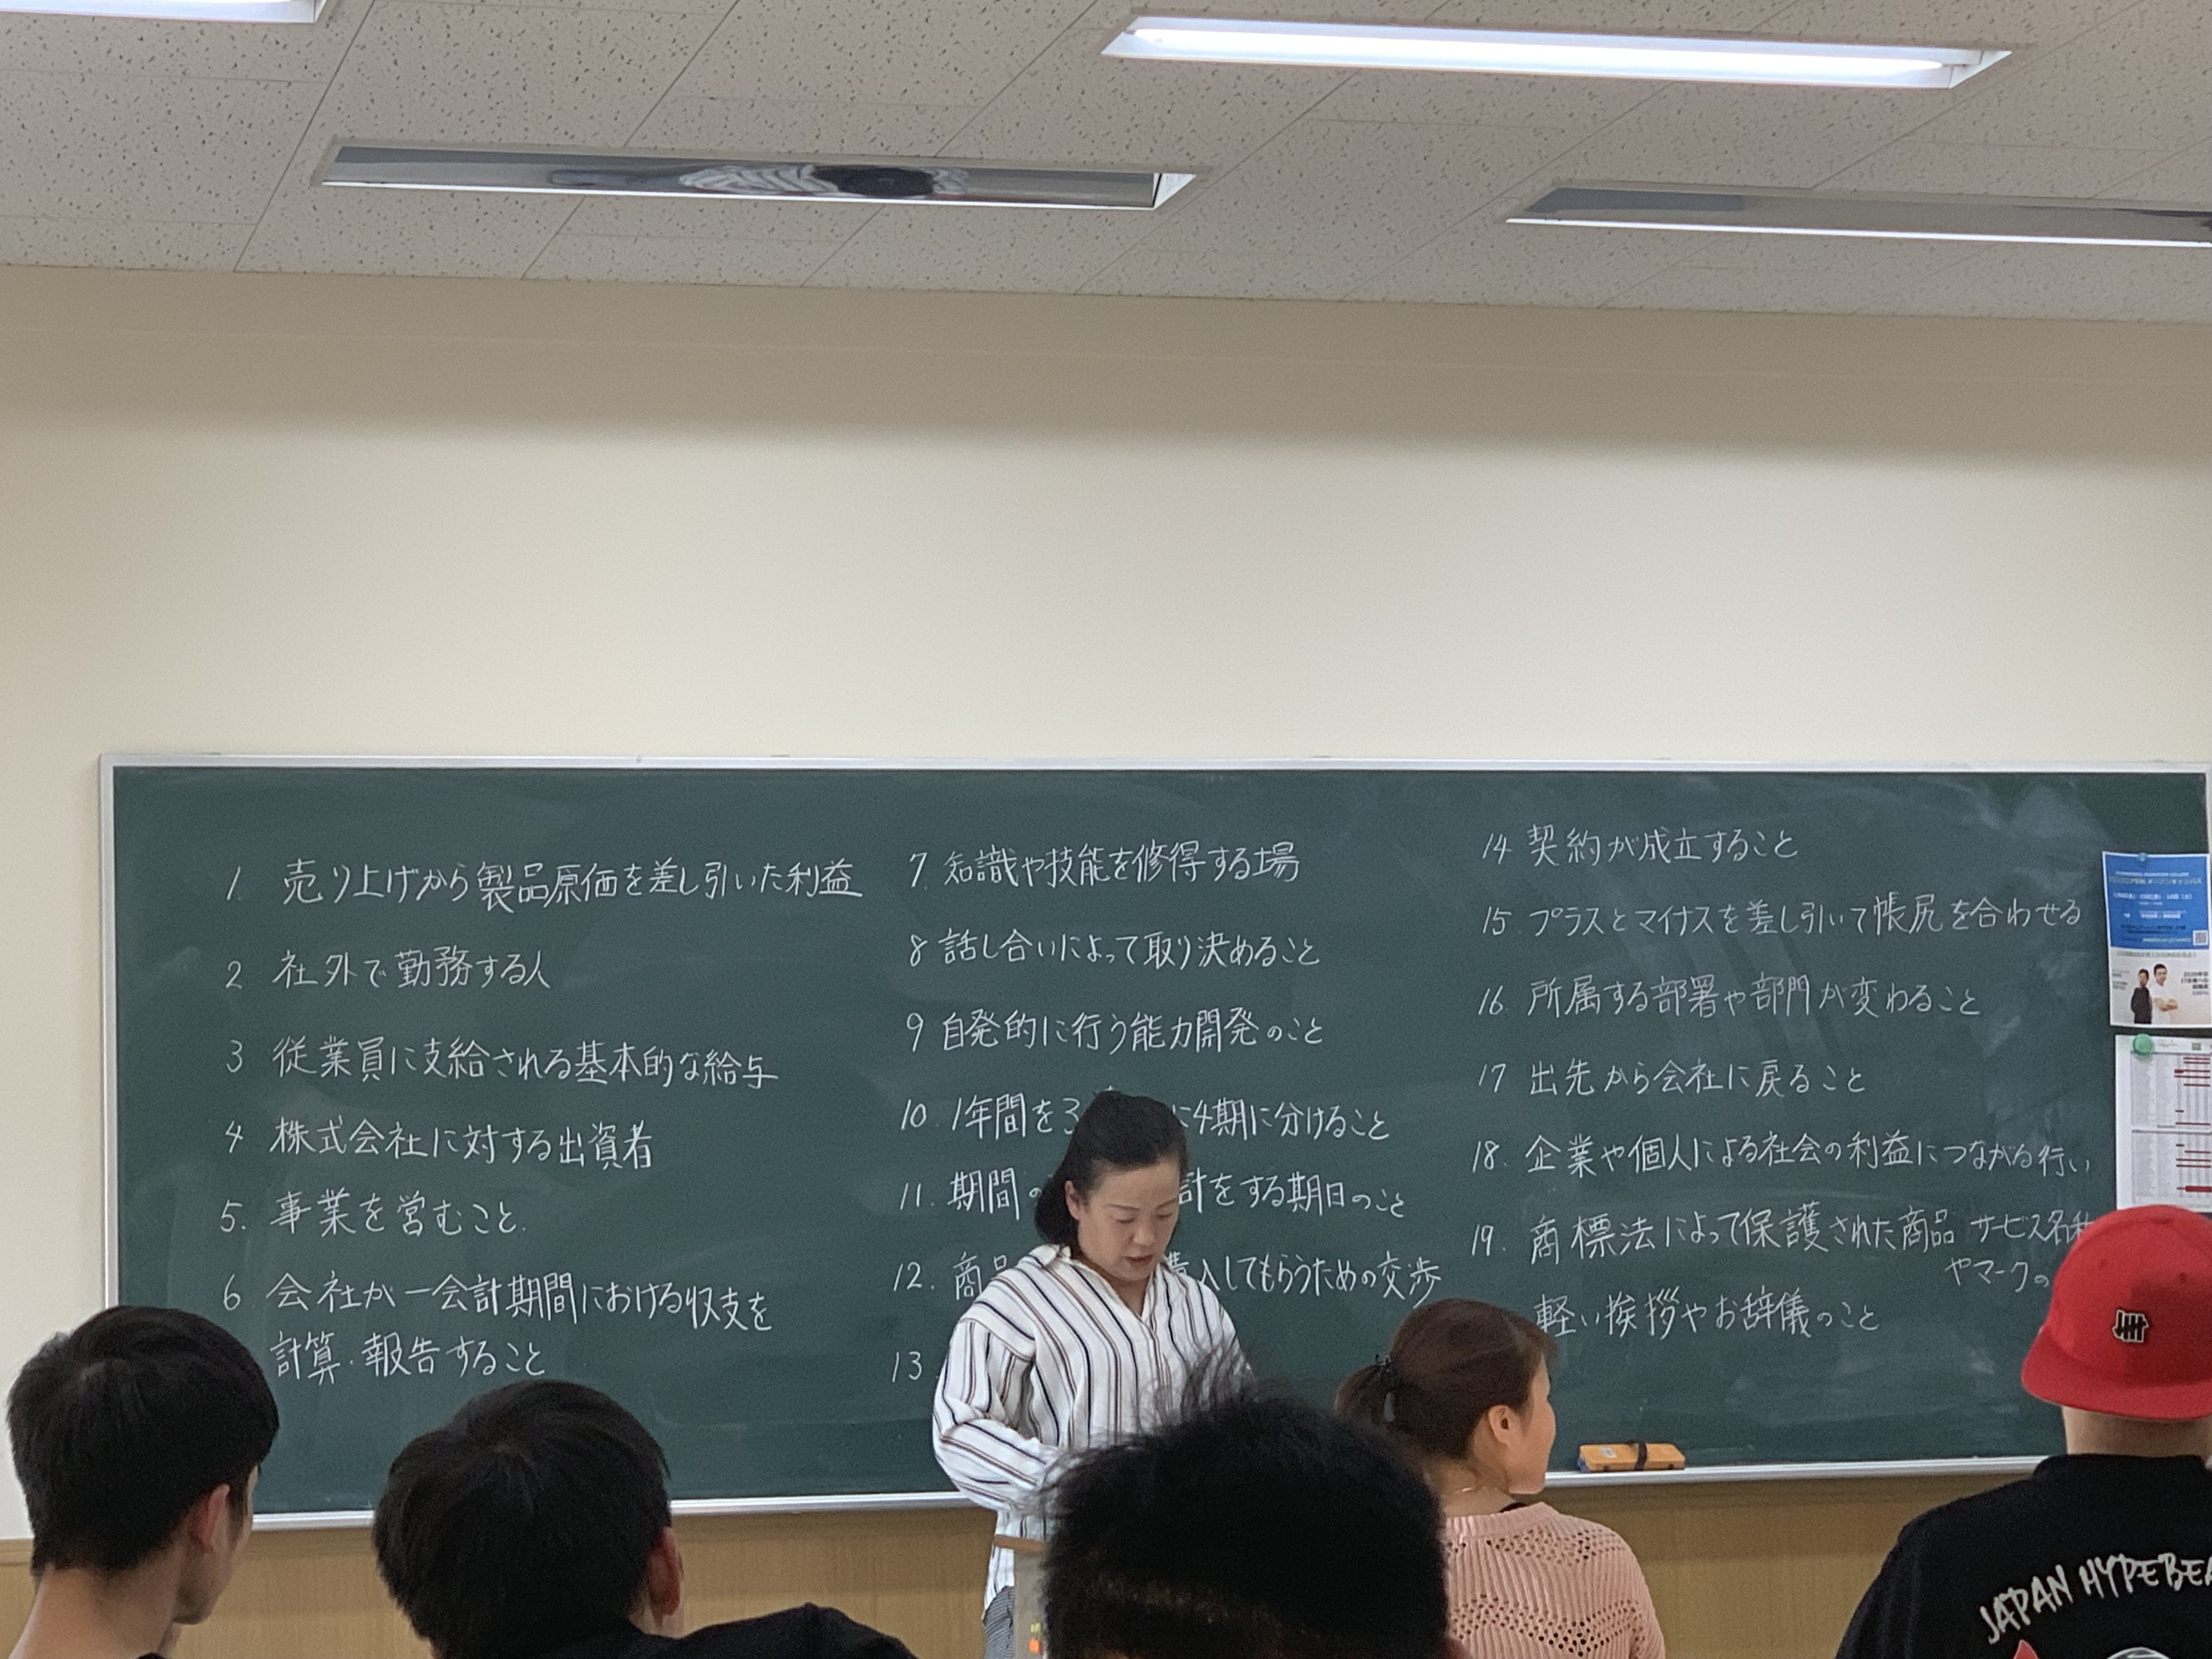 1. 売り上げから製品原価を差し引いた利益
2 社外で勤務する人
3 従業員に支給される基本的な給与
4 株式会社に対する出資者
5. 事業を営むこと.
6 会社が一会計期間における収支を
計算・報告すること
7. 知識や技能を修得する場
8 話し合いによって取り決めること
9 自発的に行う能力開発のこと
10. 1年間を3 に4期に分けること
11. 期間の 計をする期日のこと
12. 商品 購入してもらうための交渉
13
14 契約が成立すること
15. プラスとマイナスを差し引いて帳尻を合わせる
16 所属する部署や部門が変わること
17 出先から会社に戻ること
18. 企業や個人による社会の利益につながる行い
19. 商標法によって保護された商品 サービス名称
やマークの
軽い挨拶やお辞儀のこと
JAPAN HYPEBEA